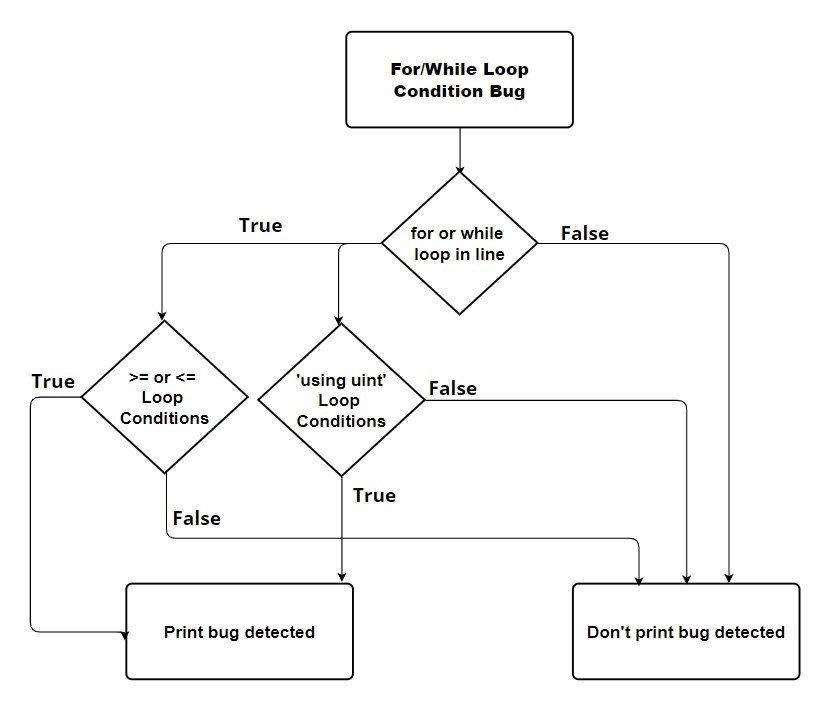 For/While Loop
Condition Bug
True
for or while
loop in line
False
True
>= or <=
Loop
Conditions
'using uint'
Loop
Conditions
False
True
False
Print bug detected
Don't print bug detected